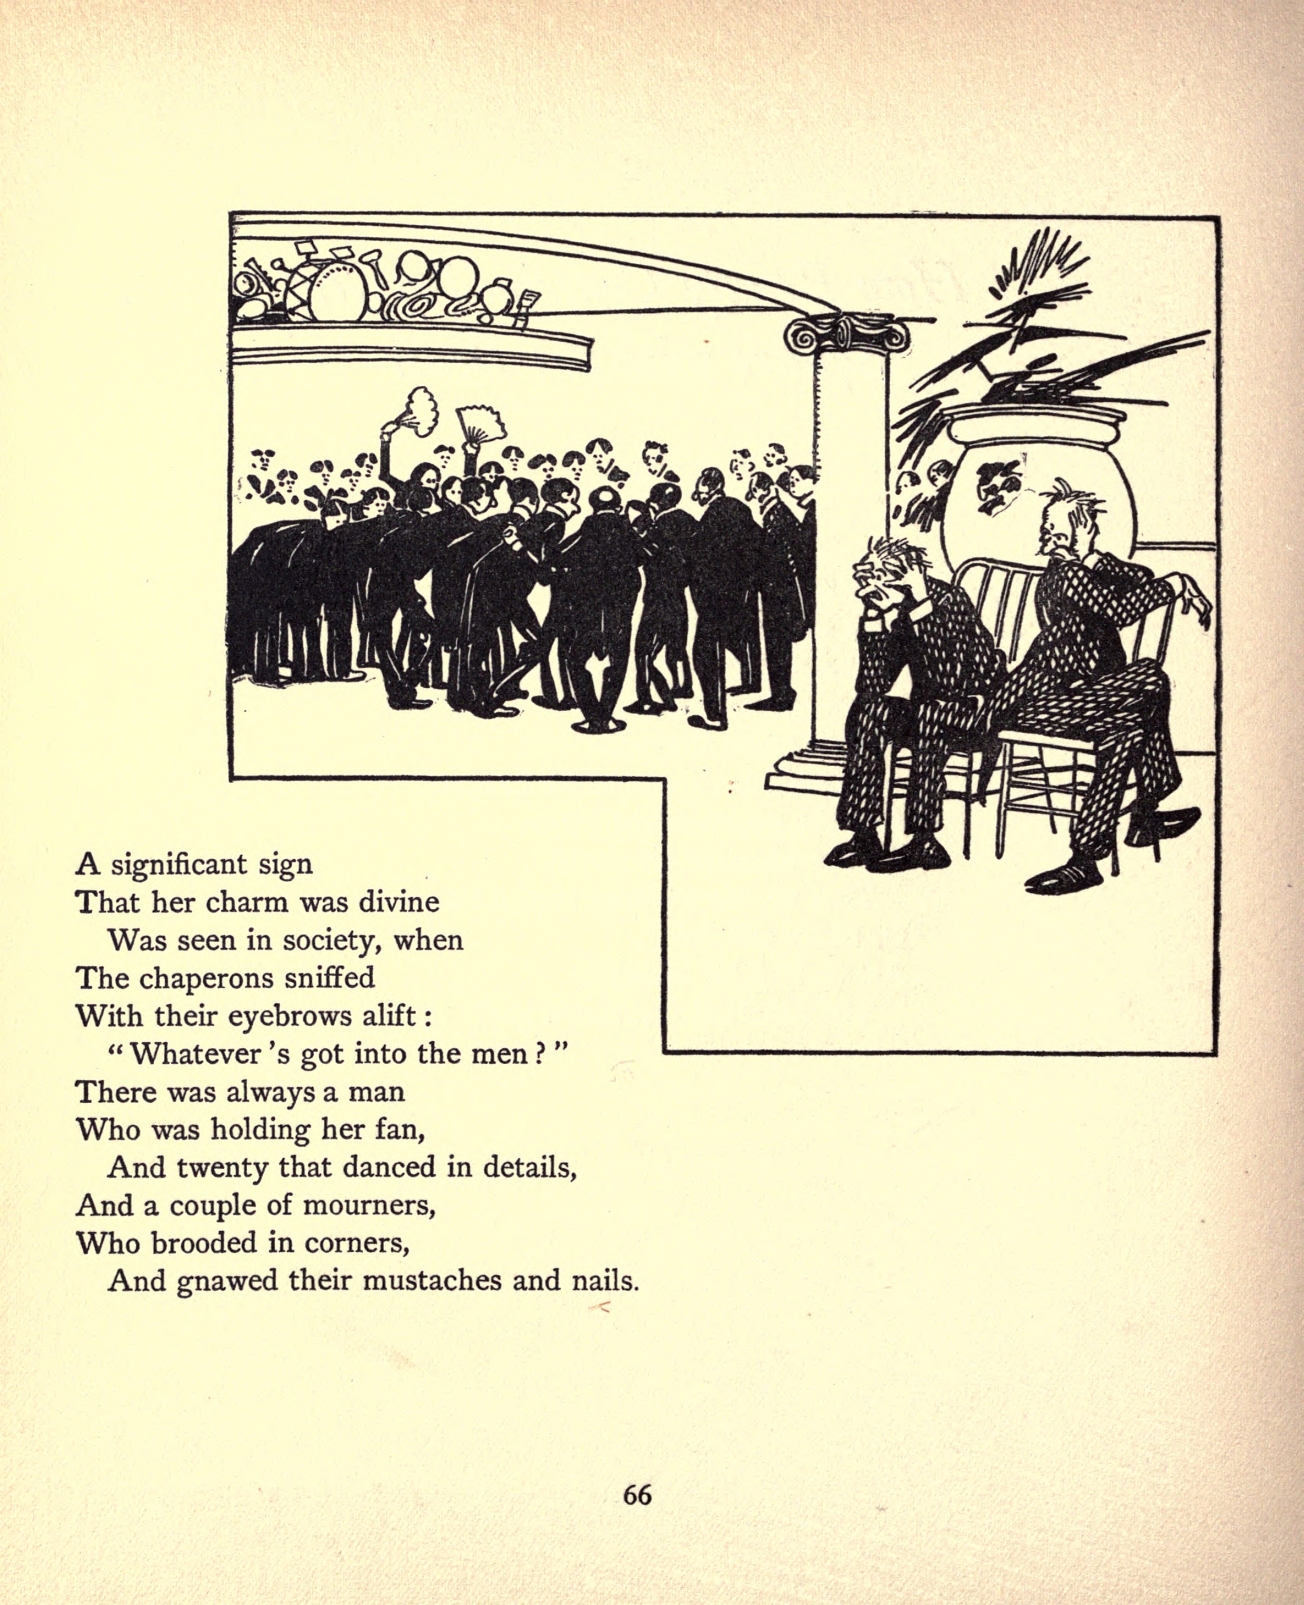 A significant sign
That her charm was divine
Was seen in society, when
The chaperons sniffed
With their eyebrows alift :
“ Whatever ’s got into the men ? ”
There was always a man
Who was holding her fan,
And twenty that danced in details,
And a couple of mourners,
Who brooded in corners,
And gnawed their mustaches and nails.
66